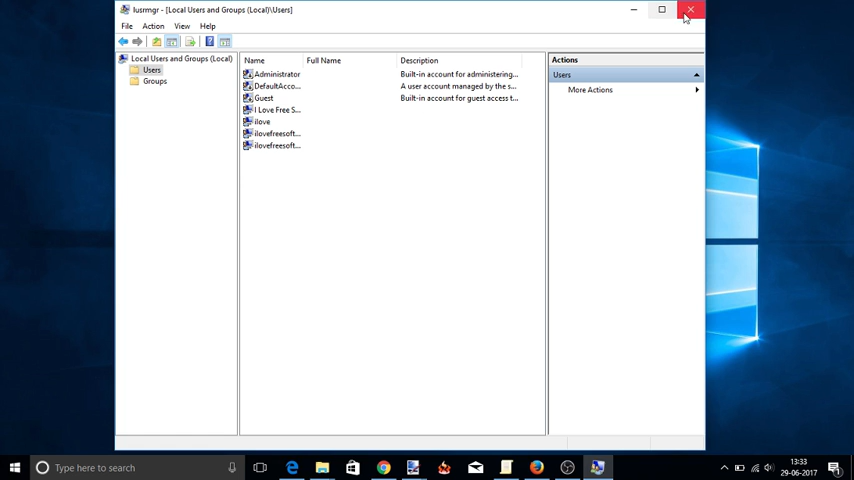 lusrmgr - [Local Users and Groups (Local)\Users]
File Action View Help
Local Users and Groups (Local)
Users
Groups
Name Full Name Description
Administrator Built-in account for administering...
DefaultAcco... A user account managed by the s...
Guest Built-in account for guest access t...
I Love Free S...
ilove
ilovefreesoft...
ilovefreesoft...
Actions
Users
More Actions
Type here to search
13:33
29-06-2017
1